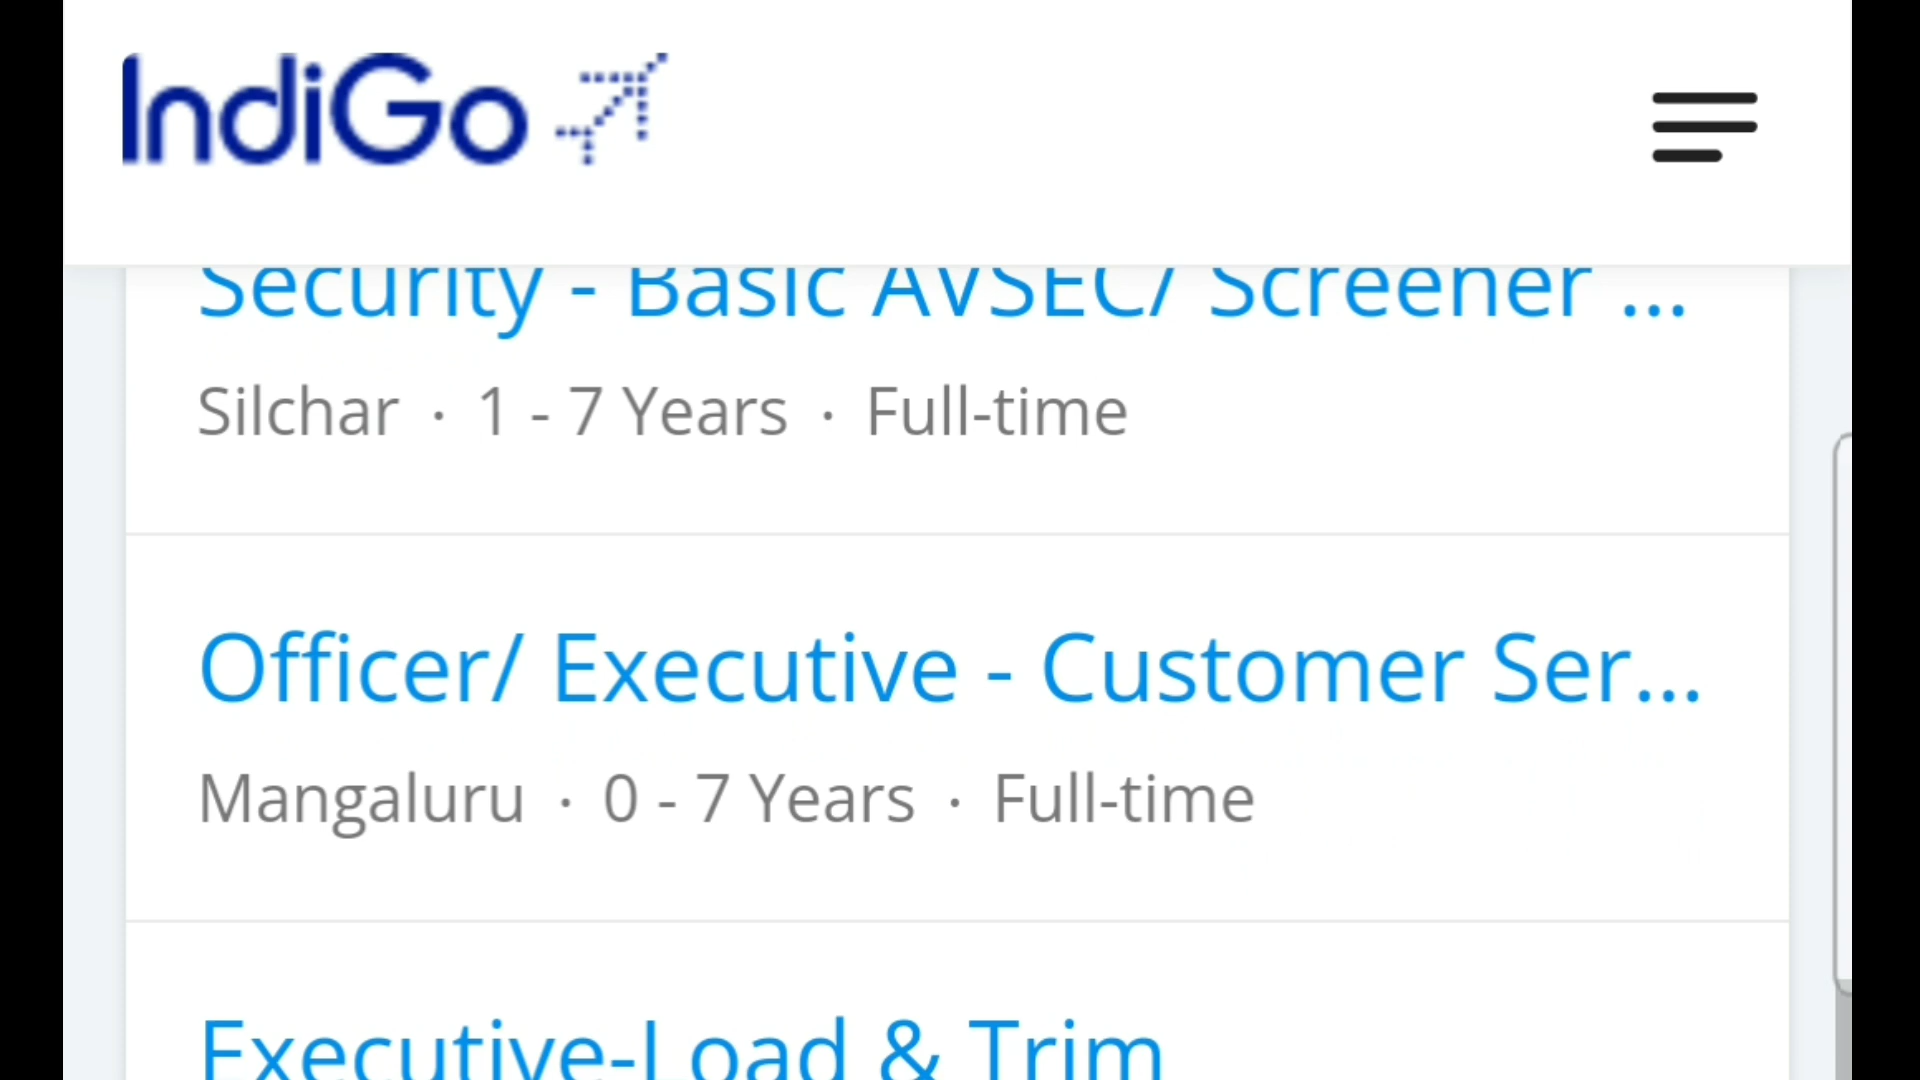 IndiGo
Security - Basic AVSEC/ Screener ...
Silchar · 1 - 7 Years · Full-time
Officer/ Executive - Customer Ser...
Mangaluru · 0 - 7 Years · Full-time
Executive-Load & Trim